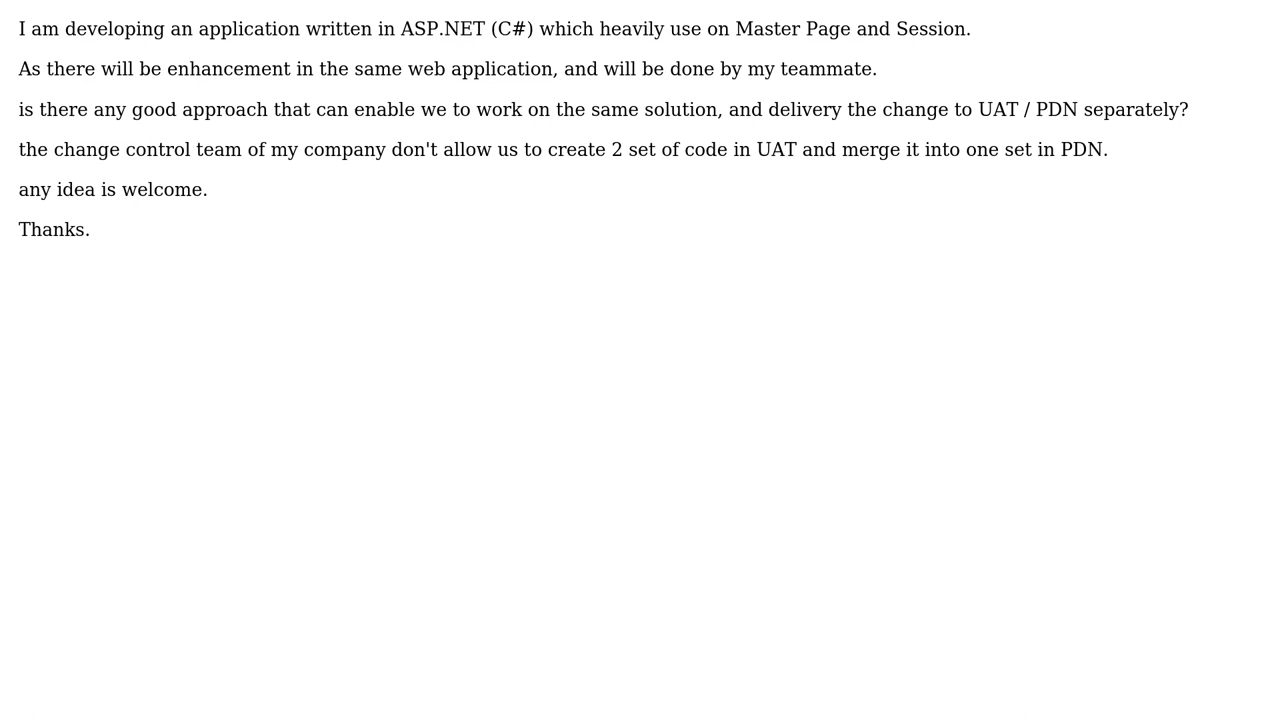 I am developing an application written in ASP.NET (C#) which heavily use on Master Page and Session.
As there will be enhancement in the same web application, and will be done by my teammate.
is there any good approach that can enable we to work on the same solution, and delivery the change to UAT / PDN separately?
the change control team of my company don't allow us to create 2 set of code in UAT and merge it into one set in PDN.
any idea is welcome.
Thanks.